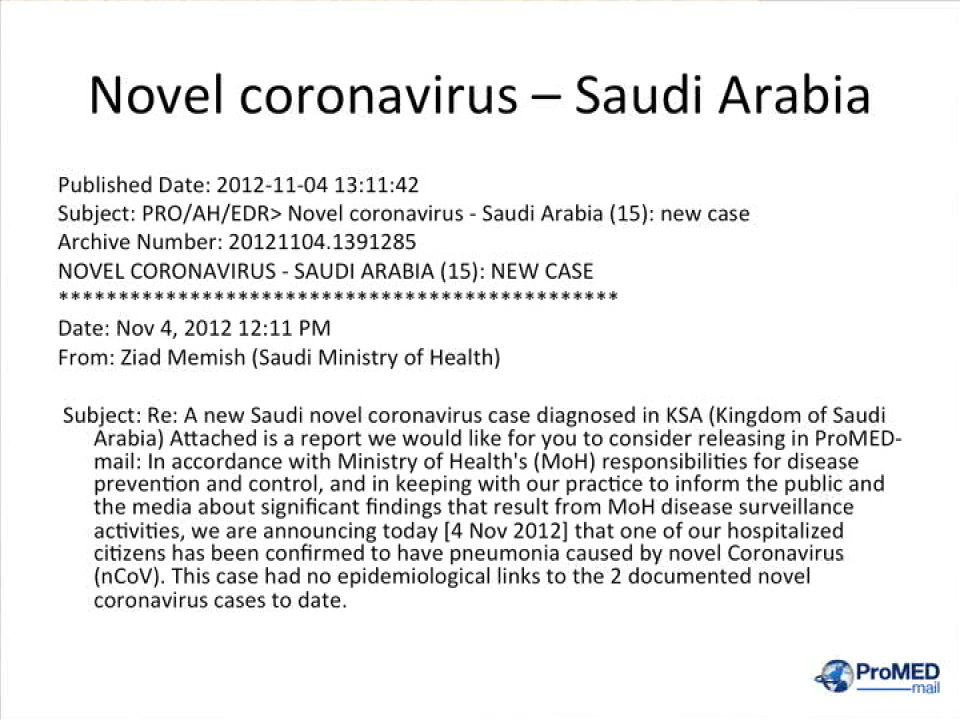 Novel coronavirus – Saudi Arabia
Published Date: 2012-11-04 13:11:42
Subject: PRO/AH/EDR> Novel coronavirus - Saudi Arabia (15): new case
Archive Number: 20121104.1391285
NOVEL CORONAVIRUS - SAUDI ARABIA (15): NEW CASE
***********************************************
Date: Nov 4, 2012 12:11 PM
From: Ziad Memish (Saudi Ministry of Health)
Subject: Re: A new Saudi novel coronavirus case diagnosed in KSA (Kingdom of Saudi
Arabia) Attached is a report we would like for you to consider releasing in ProMED-
mail: In accordance with Ministry of Health's (MoH) responsibilities for disease
prevention and control, and in keeping with our practice to inform the public and
the media about significant findings that result from MoH disease surveillance
activities, we are announcing today [4 Nov 2012] that one of our hospitalized
citizens has been confirmed to have pneumonia caused by novel Coronavirus
(nCoV). This case had no epidemiological links to the 2 documented novel
coronavirus cases to date.
ProMED
mail